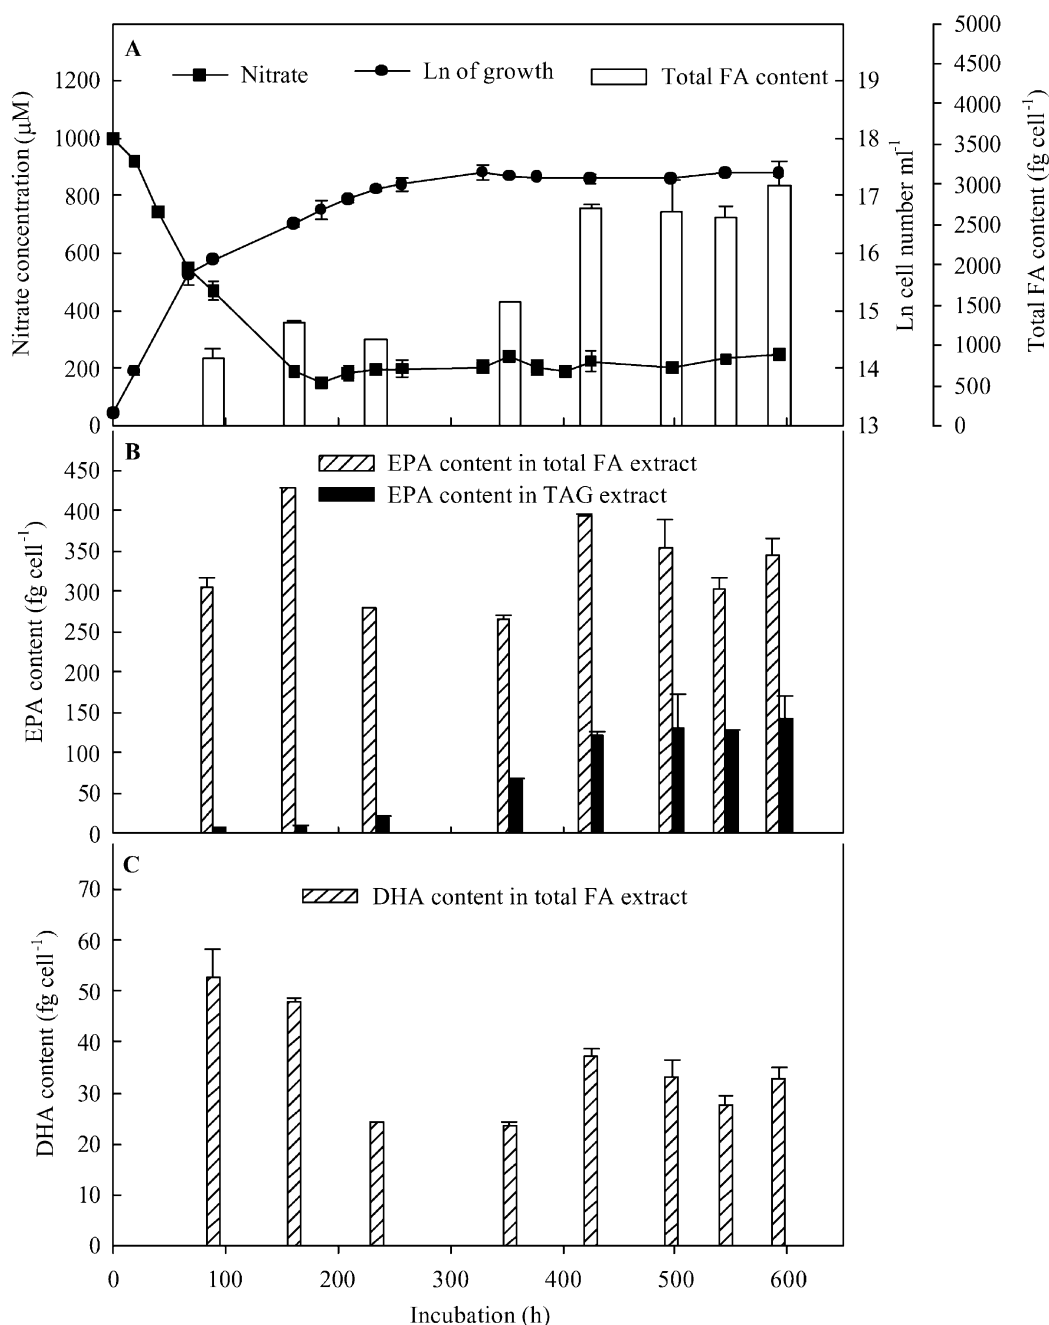 A
Nitrate
Ln of growth
Total FA content
Nitrate concentration (μM)
1200
1000
800
600
400
200
0
Ln cell number ml⁻¹
19
18
17
16
15
14
13
Total FA content (fg cell⁻¹)
5000
4500
4000
3500
3000
2500
2000
1500
1000
500
0
B
EPA content in total FA extract
EPA content in TAG extract
EPA content (fg cell⁻¹)
450
400
350
300
250
200
150
100
50
0
C
DHA content in total FA extract
DHA content (fg cell⁻¹)
70
60
50
40
30
20
10
0
0 100 200 300 400 500 600
Incubation (h)